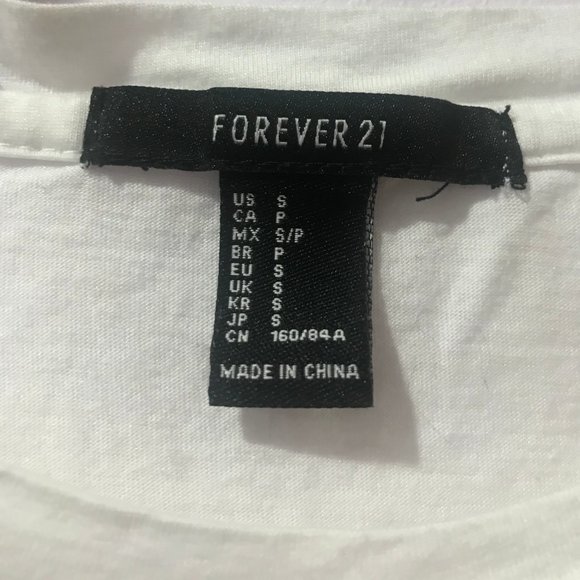 FOREVER 21
US S
CA P
MX S/P
BR P
EU S
UK S
KR S
JP S
CN 160/84A
MADE IN CHINA